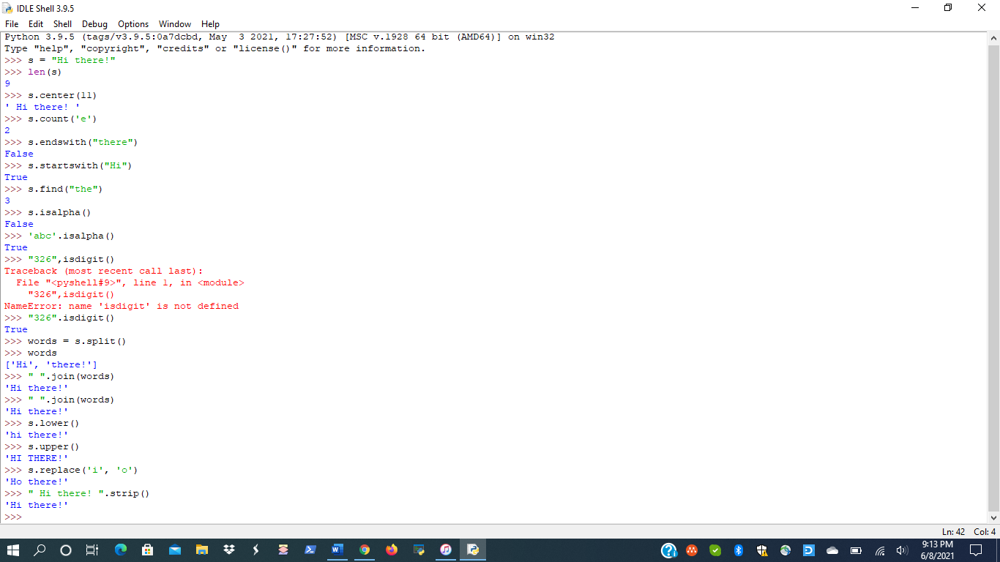 IDLE Shell 3.9.5
File Edit Shell Debug Options Window Help
Python 3.9.5 (tags/v3.9.5:0a7dcbd, May  3 2021, 17:27:52) [MSC v.1928 64 bit (AMD64)] on win32
Type "help", "copyright", "credits" or "license()" for more information.
>>> s = "Hi there!"
>>> len(s)
9
>>> s.center(11)
' Hi there! '
>>> s.count('e')
2
>>> s.endswith("there")
False
>>> s.startswith("Hi")
True
>>> s.find("the")
3
>>> s.isalpha()
False
>>> 'abc'.isalpha()
True
>>> "326",isdigit()
Traceback (most recent call last):
  File "<pyshell#9>", line 1, in <module>
    "326",isdigit()
NameError: name 'isdigit' is not defined
>>> "326".isdigit()
True
>>> words = s.split()
>>> words
['Hi', 'there!']
>>> " ".join(words)
'Hi there!'
>>> " ".join(words)
'Hi there!'
>>> s.lower()
'hi there!'
>>> s.upper()
'HI THERE!'
>>> s.replace('i', 'o')
'Ho there!'
>>> " Hi there! ".strip()
'Hi there!'
>>>
Ln: 42 Col: 4
9:13 PM
6/8/2021